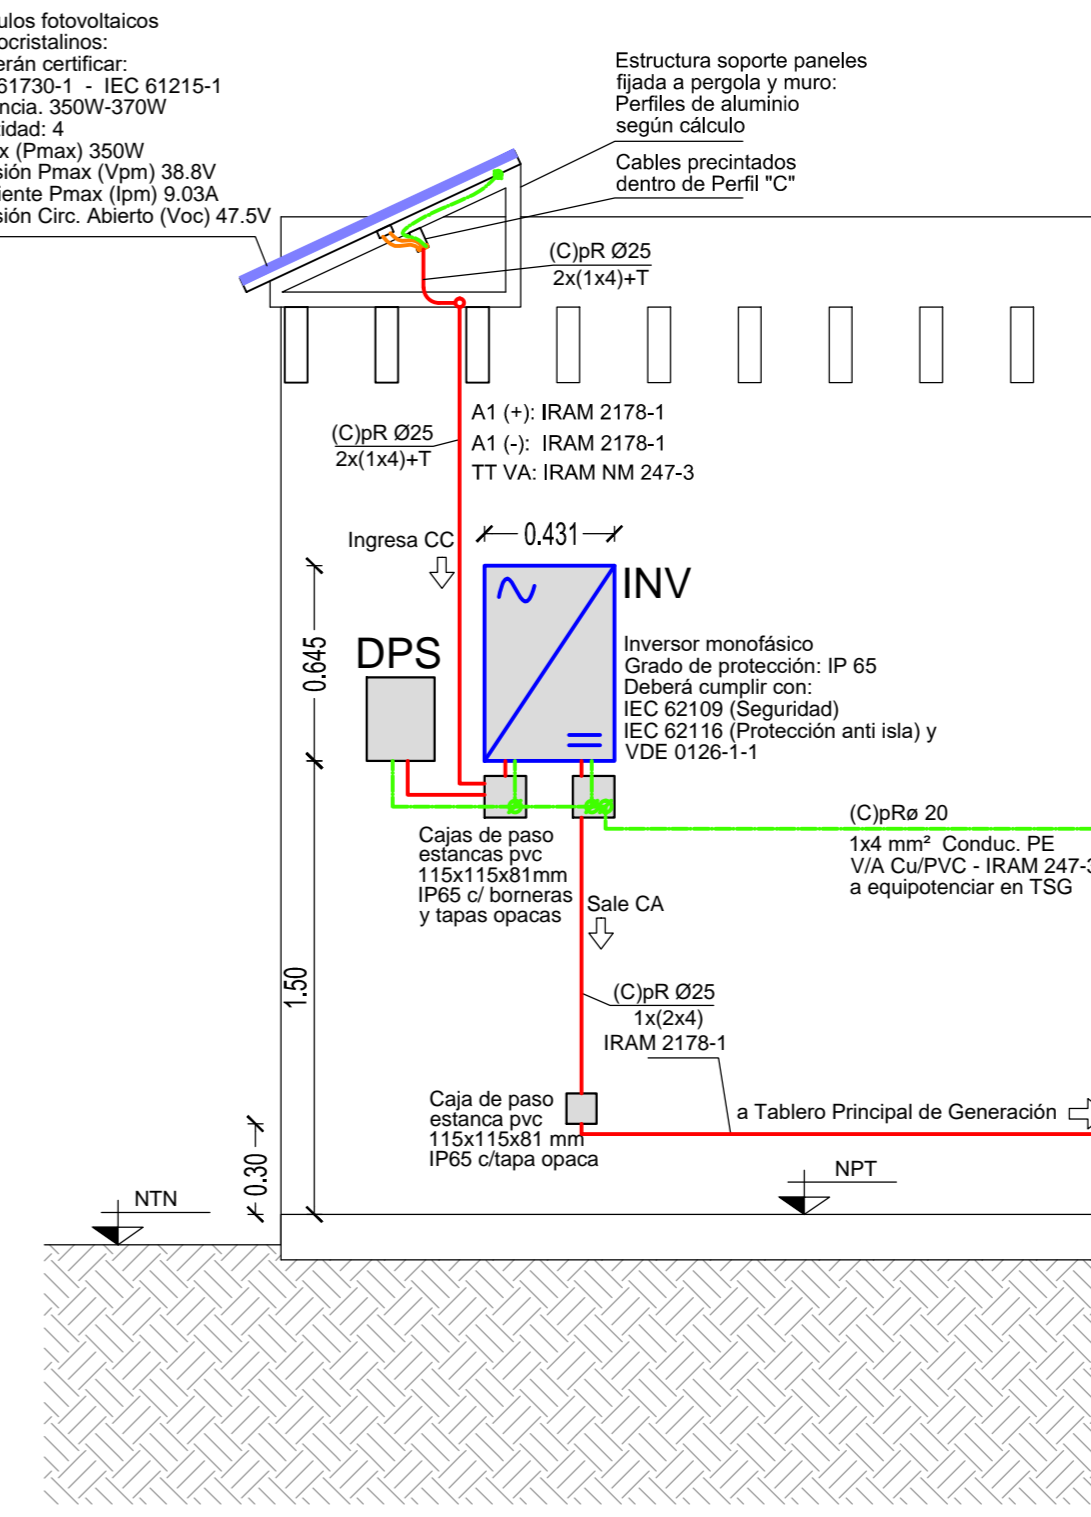 ulos fotovoltaicos
ocristalinos:
erán certificar:
61730-1 - IEC 61215-1
ncia. 350W-370W
tidad: 4
x (Pmax) 350W
sión Pmax (Vpm) 38.8V
iente Pmax (Ipm) 9.03A
sión Circ. Abierto (Voc) 47.5V
Estructura soporte paneles
fijada a pergola y muro:
Perfiles de aluminio
según cálculo
Cables precintados
dentro de Perfil "C"
(C)pR Ø25
2x(1x4)+T
(C)pR Ø25
2x(1x4)+T
A1 (+): IRAM 2178-1
A1 (-): IRAM 2178-1
TT VA: IRAM NM 247-3
Ingresa CC
0.431
INV
DPS
0.645
Inversor monofásico
Grado de protección: IP 65
Deberá cumplir con:
IEC 62109 (Seguridad)
IEC 62116 (Protección anti isla) y
VDE 0126-1-1
Cajas de paso
estancas pvc
115x115x81mm
IP65 c/ borneras
y tapas opacas
(C)pRø 20
1x4 mm² Conduc. PE
V/A Cu/PVC - IRAM 247-3
a equipotenciar en TSG
Sale CA
1.50
(C)pR Ø25
1x(2x4)
IRAM 2178-1
Caja de paso
estanca pvc
115x115x81 mm
IP65 c/tapa opaca
a Tablero Principal de Generación
0.30
NTN
NPT